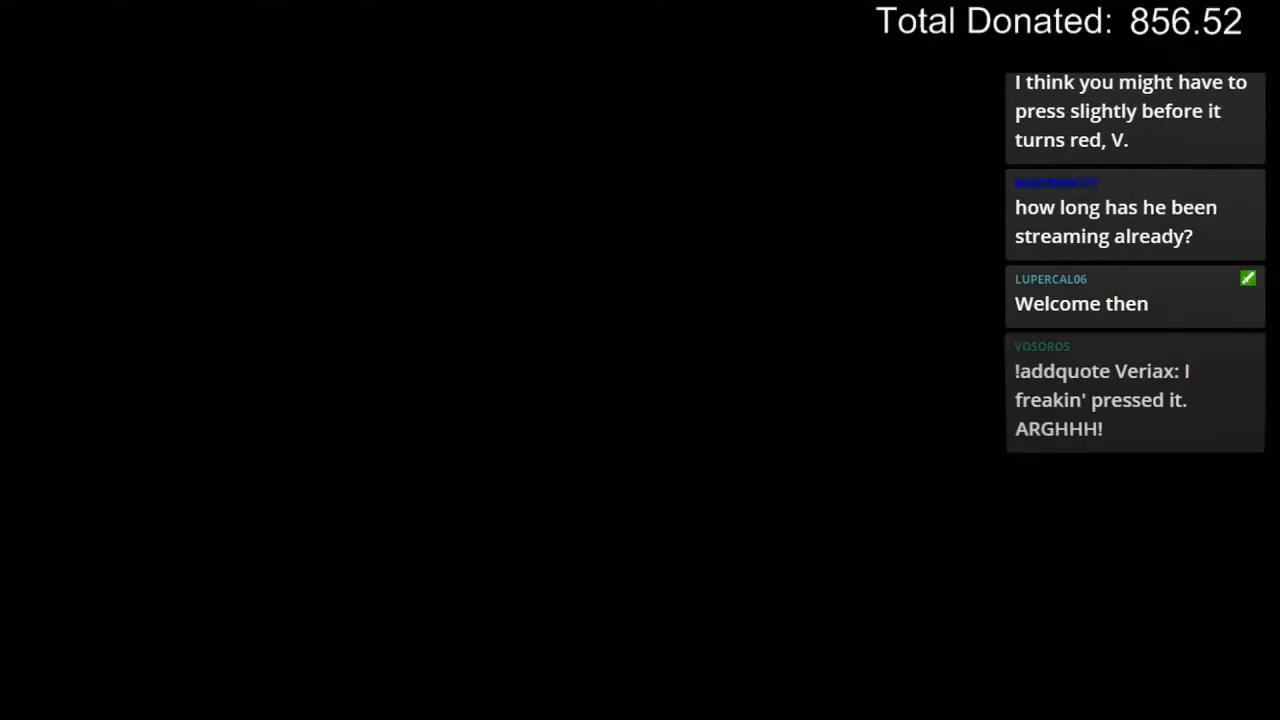 Total Donated: 856.52
I think you might have to
press slightly before it
turns red, V.
how long has he been
streaming already?
LUPERCAL06
Welcome then
VOSOROS
!addquote Veriax: I
freakin' pressed it.
ARGHHH!